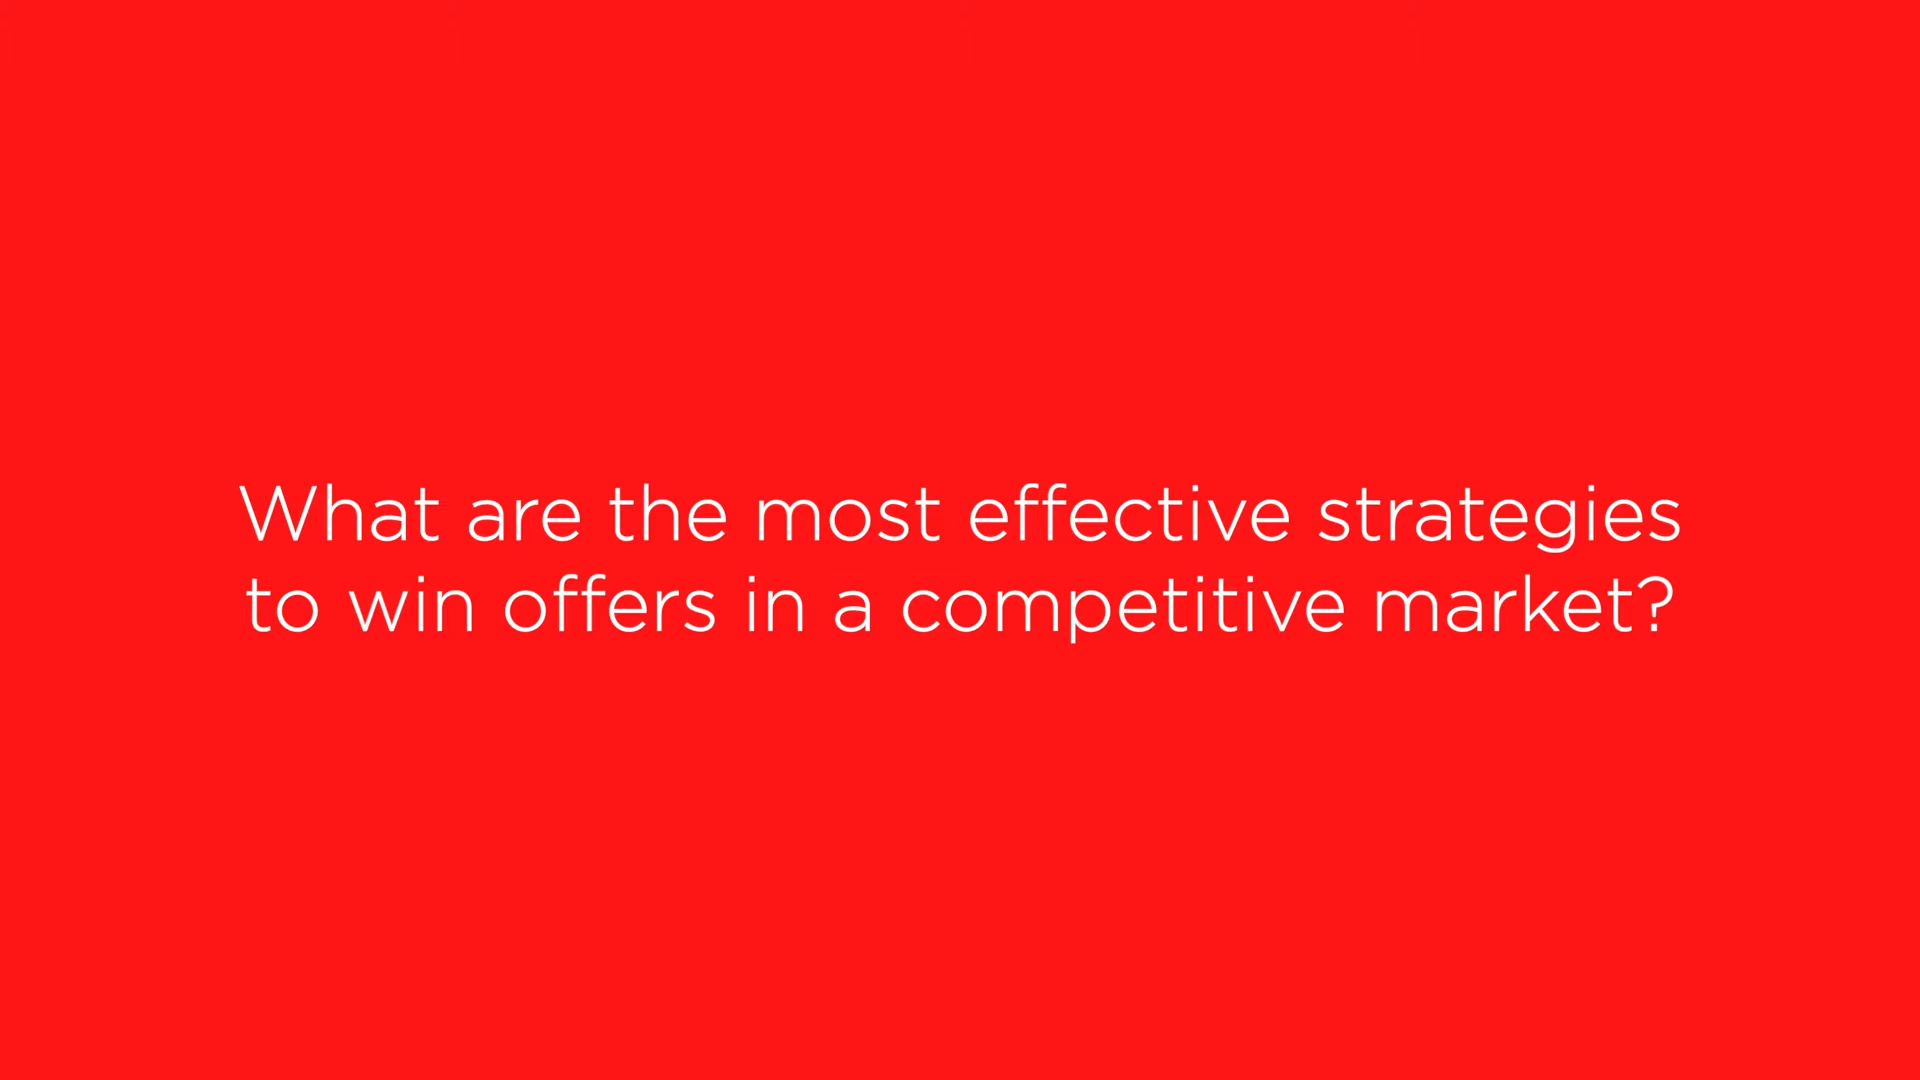 What are the most effective strategies
to win offers in a competitive market?